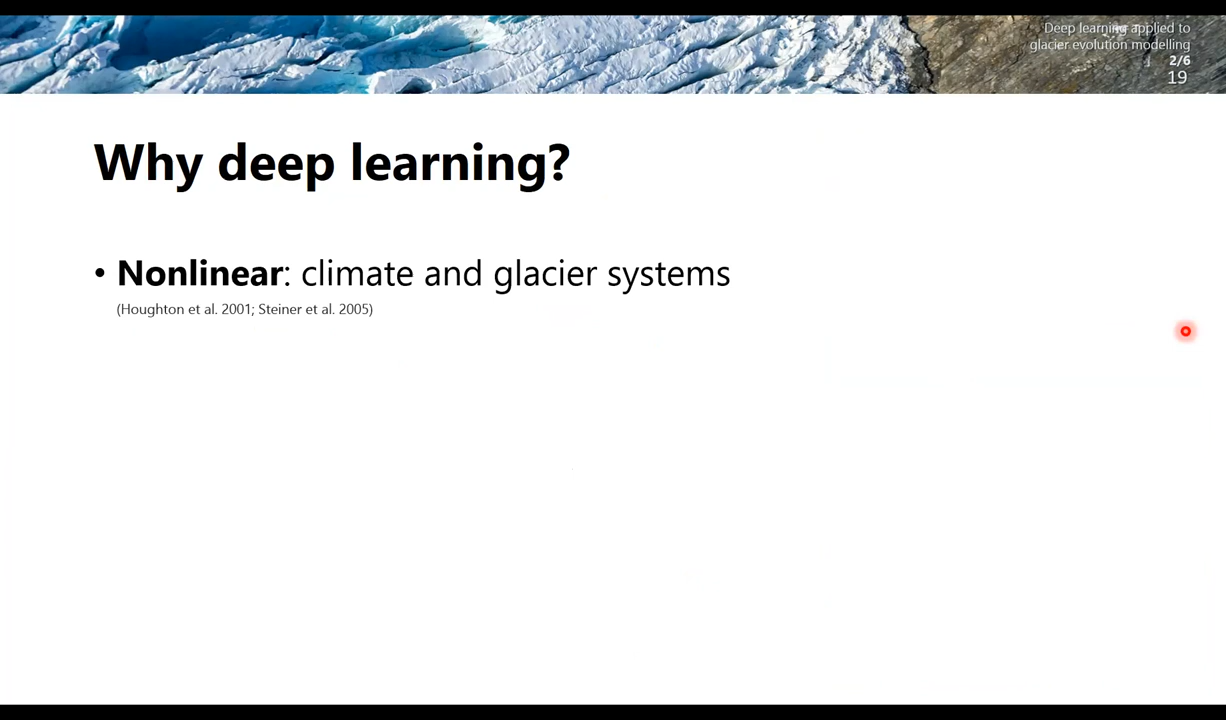 Deep learning applied to
glacier evolution modelling
2/6
19
Why deep learning?
• Nonlinear: climate and glacier systems
(Houghton et al. 2001; Steiner et al. 2005)